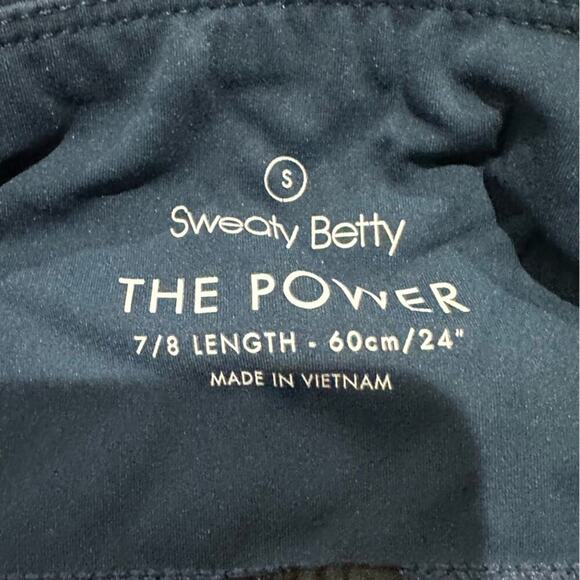 S
Sweaty Betty
THE POWER
7/8 LENGTH - 60cm/24"
MADE IN VIETNAM